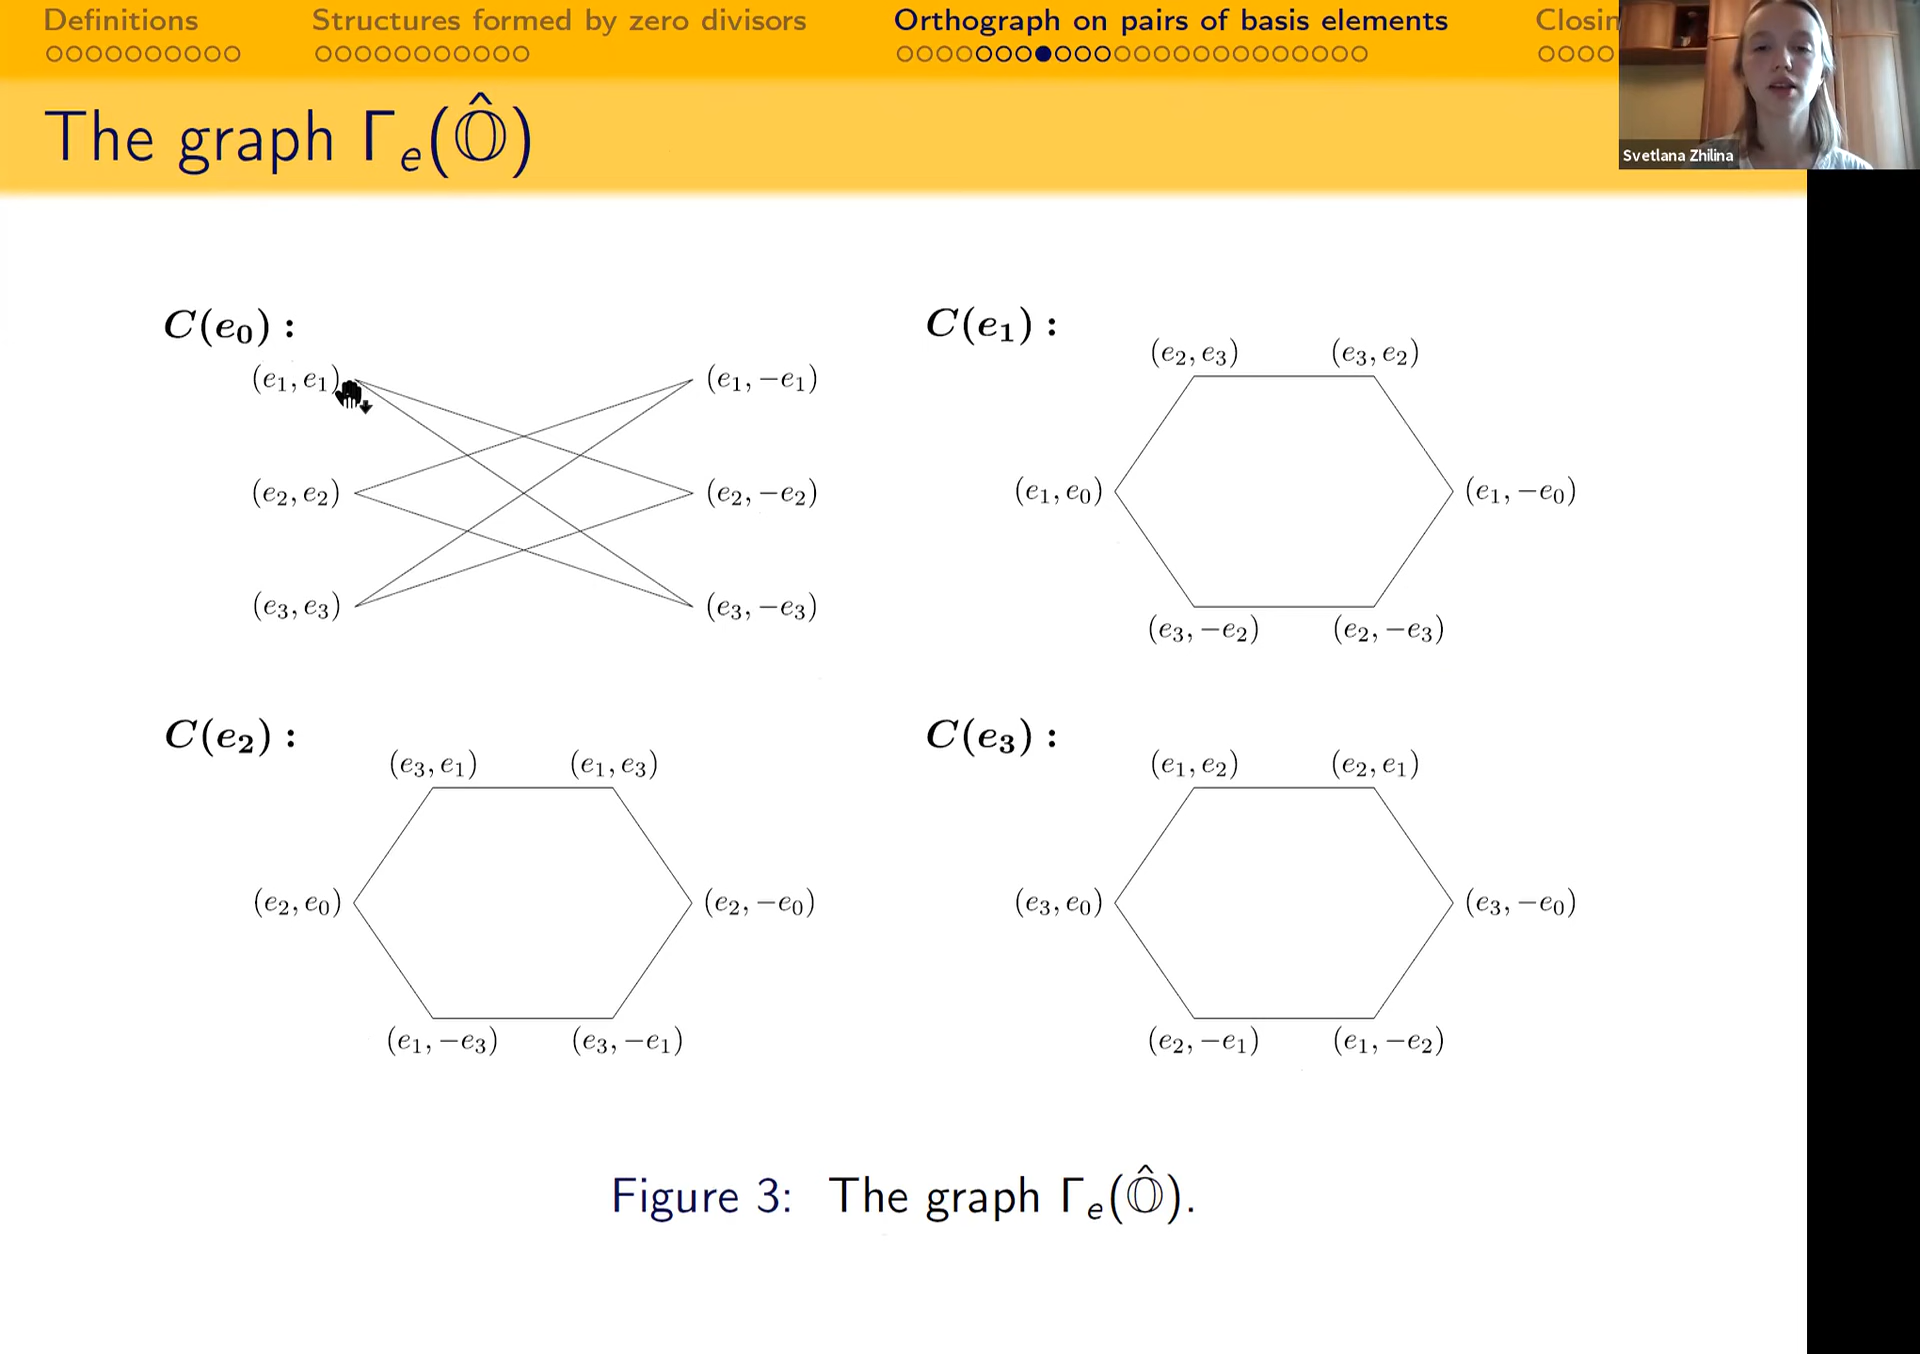 Definitions Structures formed by zero divisors Orthograph on pairs of basis elements Closin
The graph Γₑ(𝕆̂)
Svetlana Zhilina
C(e₀) :
(e₁, e₁) (e₁, −e₁)
(e₂, e₂) (e₂, −e₂)
(e₃, e₃) (e₃, −e₃)
C(e₁) :
(e₂, e₃) (e₃, e₂)
(e₁, e₀) (e₁, −e₀)
(e₃, −e₂) (e₂, −e₃)
C(e₂) :
(e₃, e₁) (e₁, e₃)
(e₂, e₀) (e₂, −e₀)
(e₁, −e₃) (e₃, −e₁)
C(e₃) :
(e₁, e₂) (e₂, e₁)
(e₃, e₀) (e₃, −e₀)
(e₂, −e₁) (e₁, −e₂)
Figure 3: The graph Γₑ(𝕆̂).